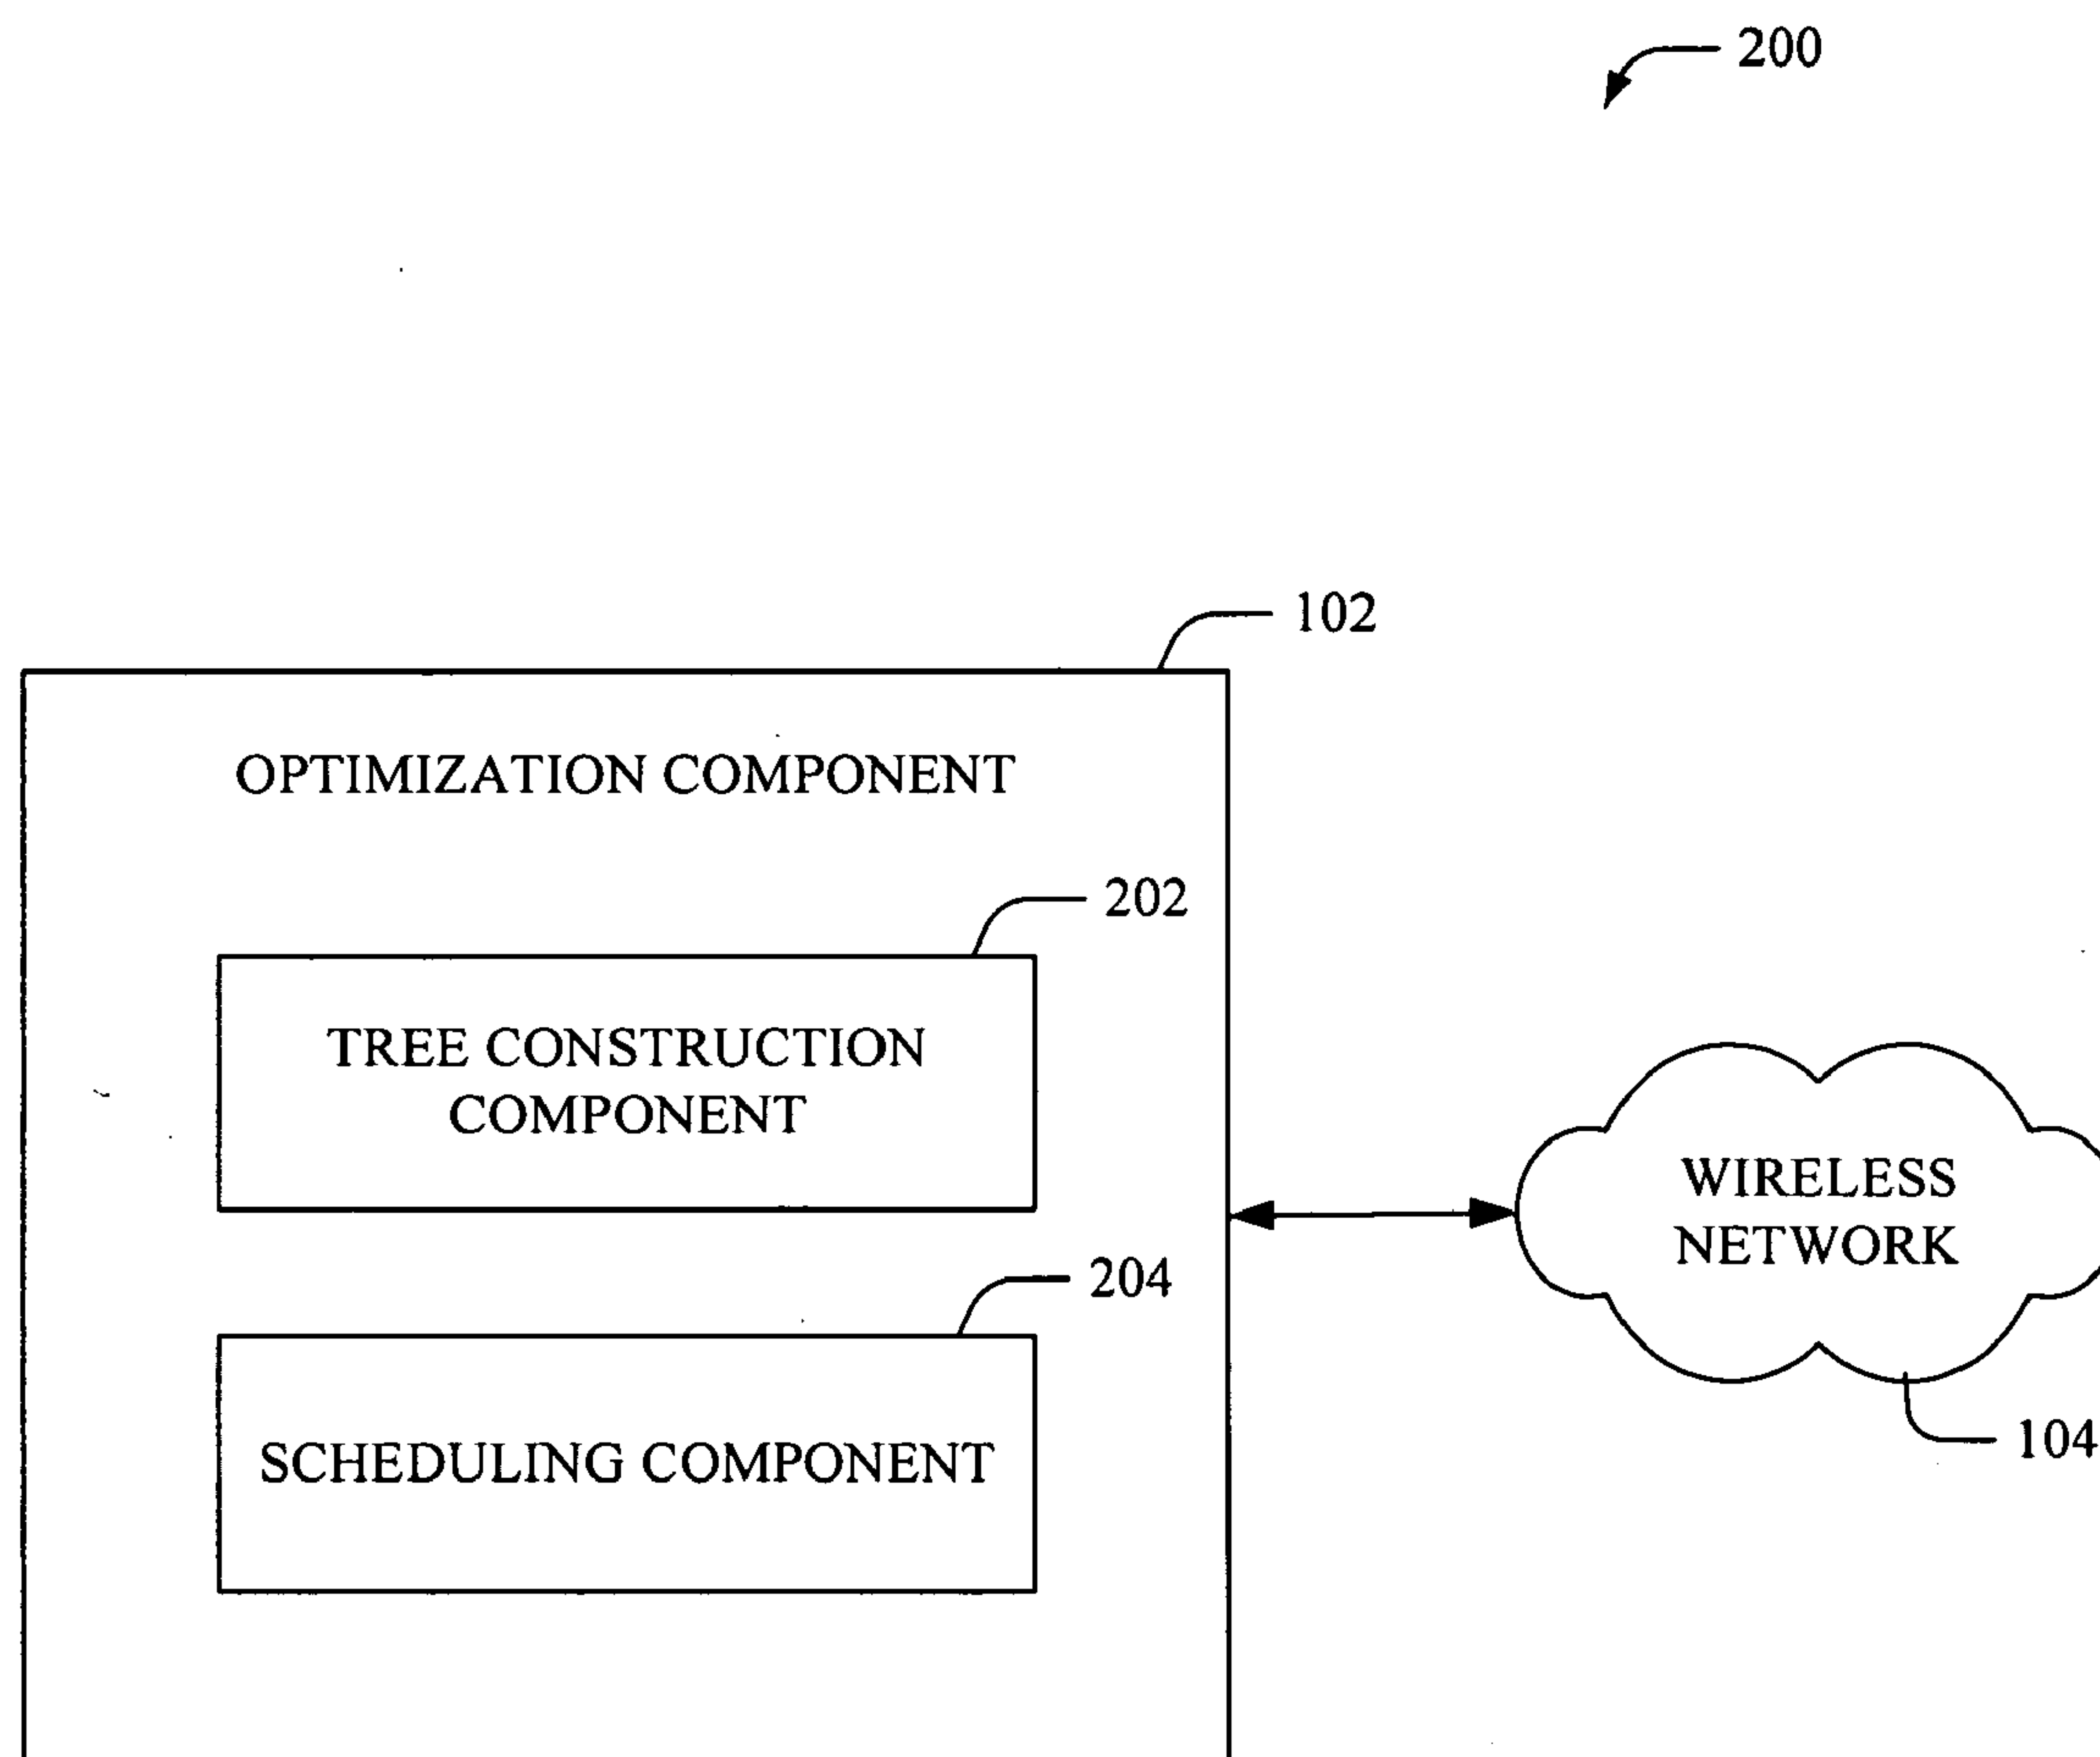 200
102
OPTIMIZATION COMPONENT
202
TREE CONSTRUCTION
COMPONENT
WIRELESS
NETWORK
204
104
SCHEDULING COMPONENT